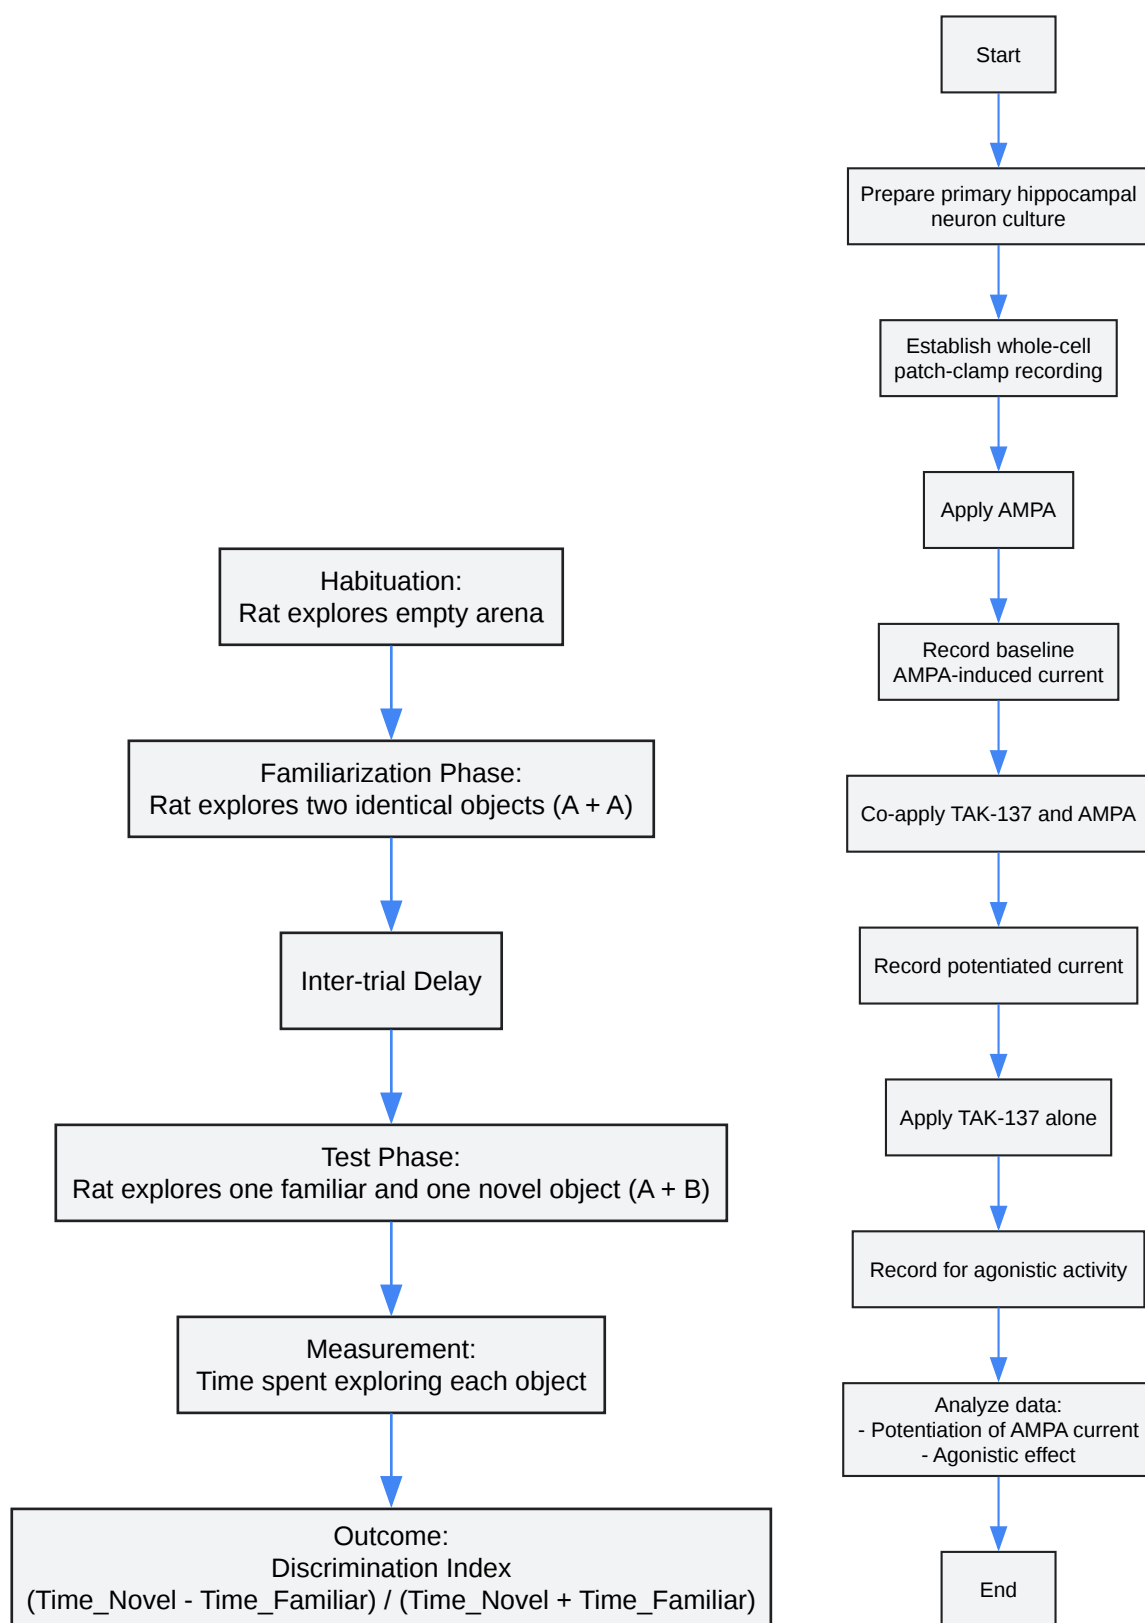 Habituation:
Rat explores empty arena
Familiarization Phase:
Rat explores two identical objects (A + A)
Inter-trial Delay
Test Phase:
Rat explores one familiar and one novel object (A + B)
Measurement:
Time spent exploring each object
Outcome:
Discrimination Index
(Time_Novel - Time_Familiar) / (Time_Novel + Time_Familiar)
Start
Prepare primary hippocampal
neuron culture
Establish whole-cell
patch-clamp recording
Apply AMPA
Record baseline
AMPA-induced current
Co-apply TAK-137 and AMPA
Record potentiated current
Apply TAK-137 alone
Record for agonistic activity
Analyze data:
- Potentiation of AMPA current
- Agonistic effect
End